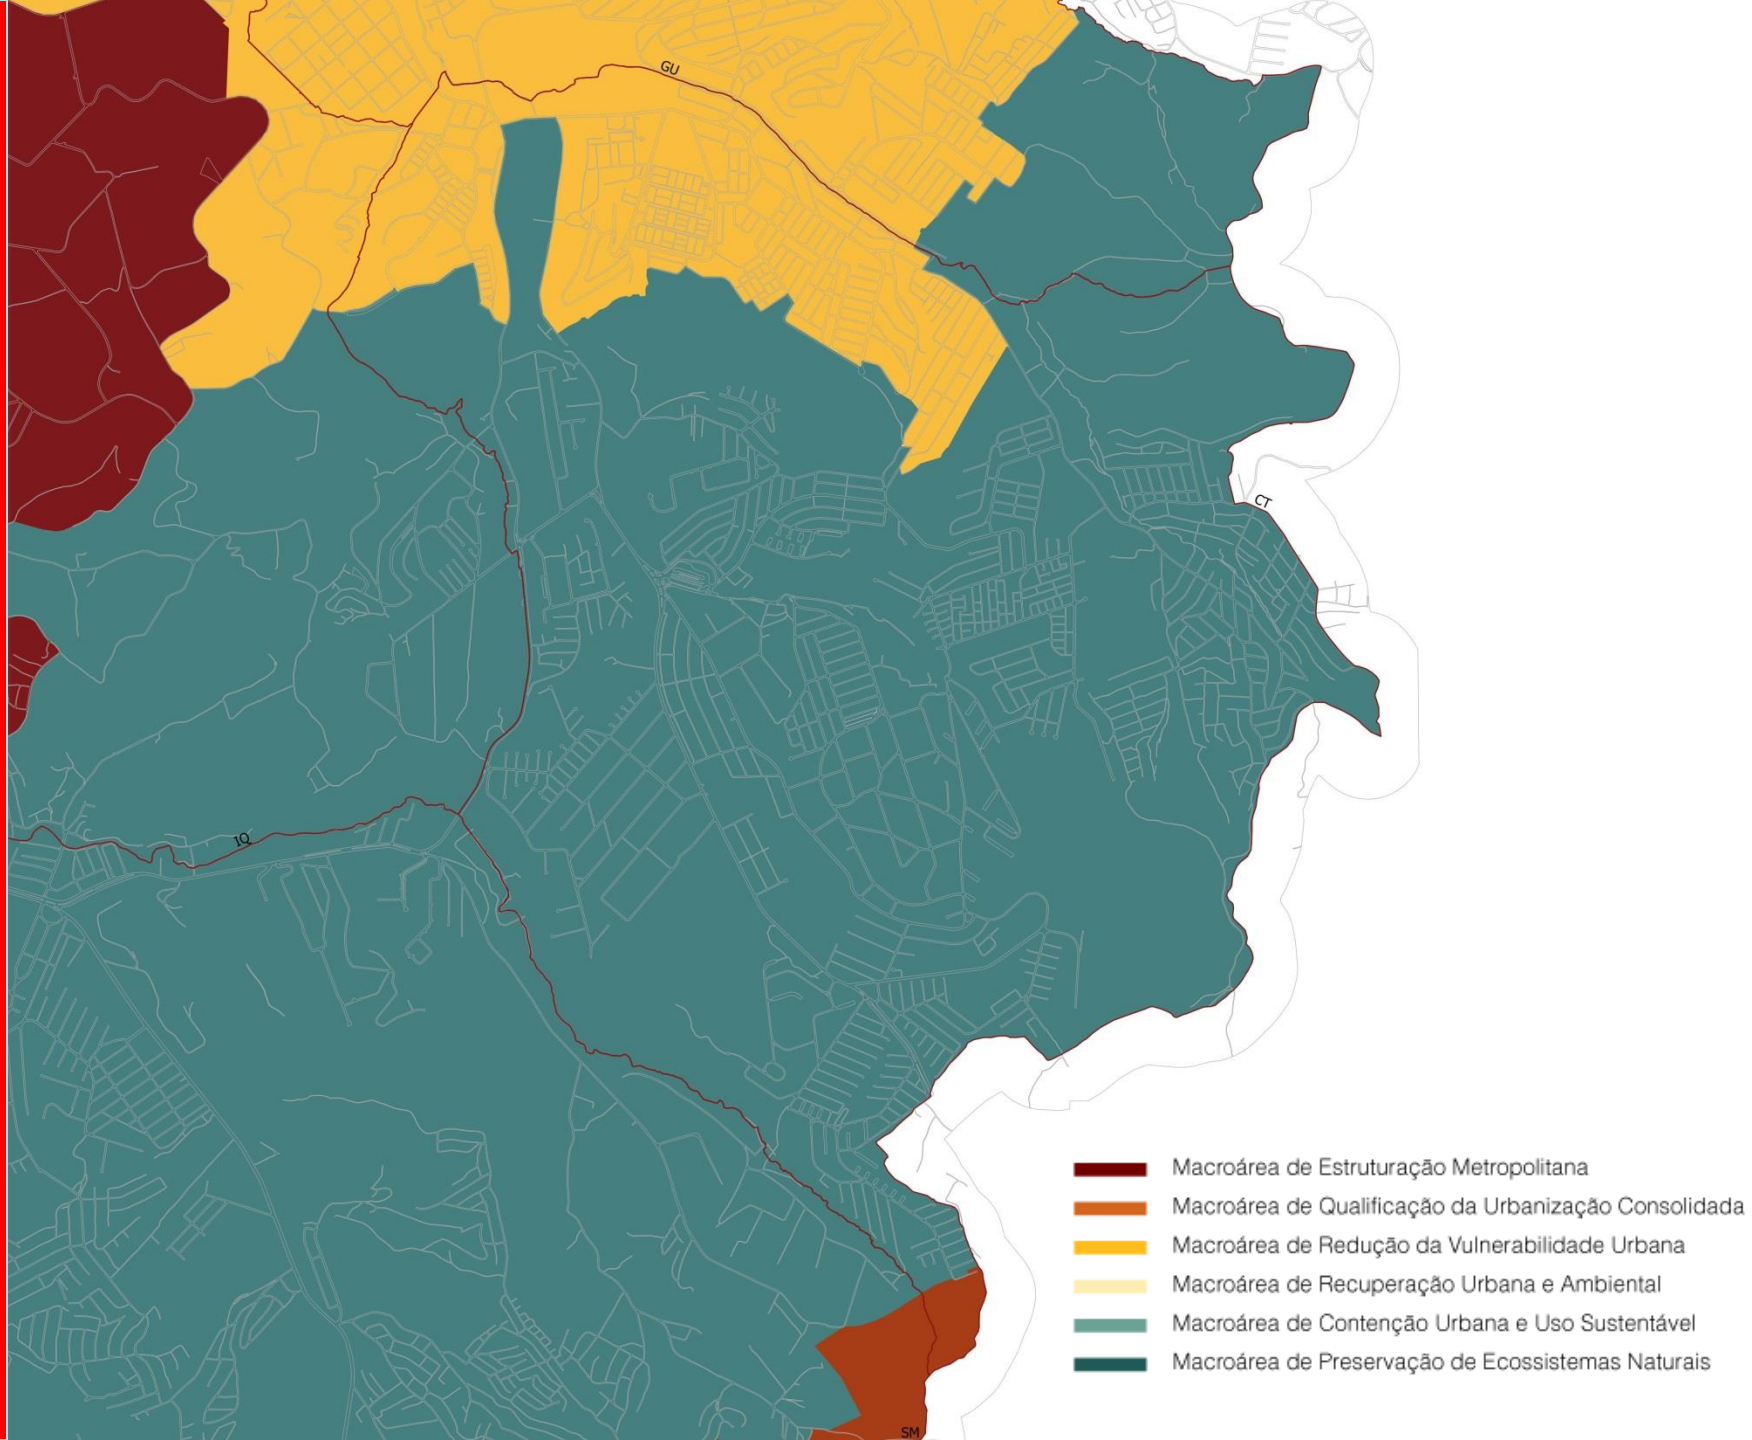 GU
CT
IQ
Macroárea de Estruturação Metropolitana
Macroárea de Qualificação da Urbanização Consolidada
Macroárea de Redução da Vulnerabilidade Urbana
Macroárea de Recuperação Urbana e Ambiental
Macroárea de Contenção Urbana e Uso Sustentável
Macroárea de Preservação de Ecossistemas Naturais
SM